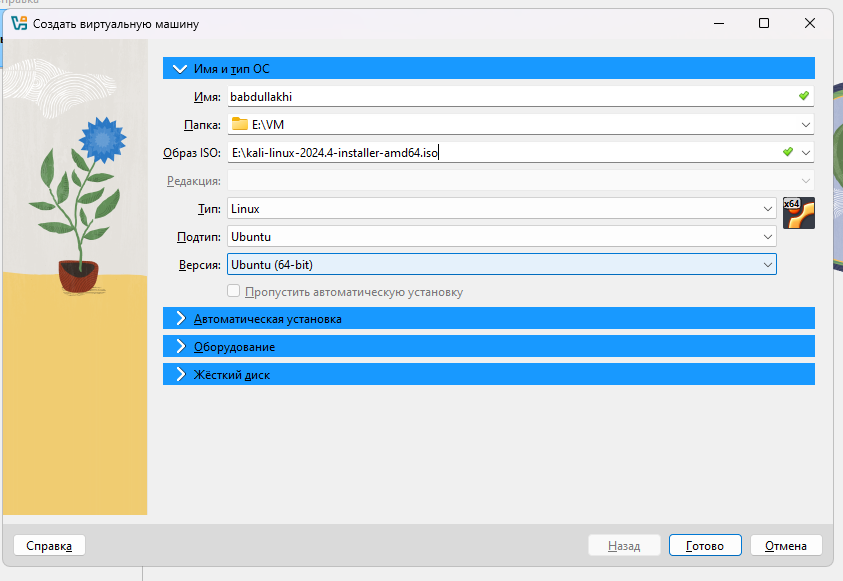 Создать виртуальную машину
Имя и тип ОС
Имя: babdullakhi
Папка: E:\VM
Образ ISO: E:\kali-linux-2024.4-installer-amd64.iso
Редакция:
Тип: Linux
x64
Подтип: Ubuntu
Версия: Ubuntu (64-bit)
Пропустить автоматическую установку
Автоматическая установка
Оборудование
Жёсткий диск
Справка
Назад
Готово
Отмена